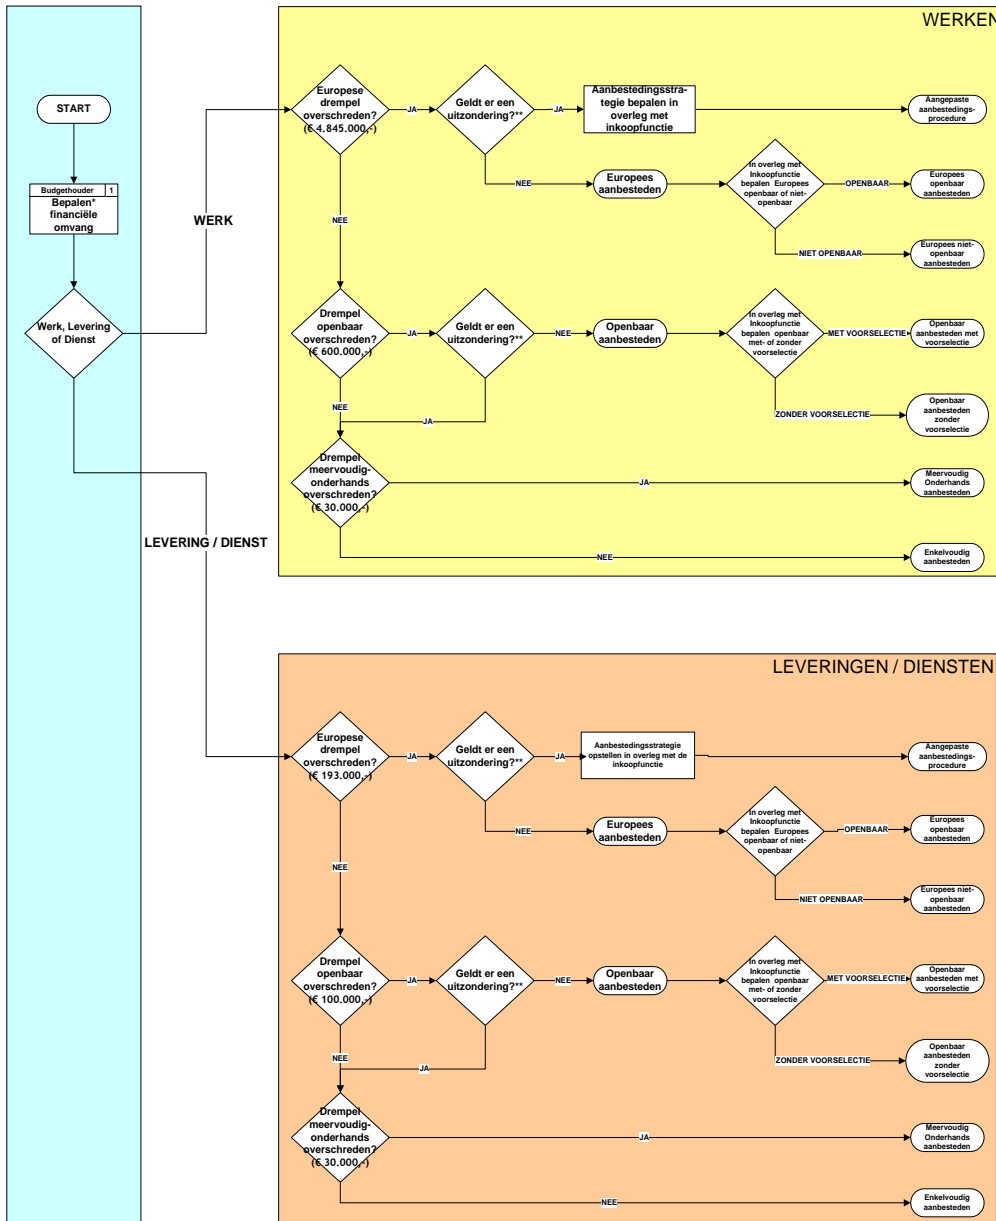 START
Budgethouder 1
Bepalen*
financiële
omvang
Werk, Levering
of Dienst
WERK
LEVERING / DIENST
WERKEN
Europese
drempel
overschreden?
(€ 4.845.000,-)
JA
Geldt er een
uitzondering?**
JA
Aanbestedingsstra-
tegie bepalen in
overleg met
inkoopfunctie
Aangepaste
aanbestedings-
procedure
NEE
Europees
aanbesteden
In overleg met
Inkoopfunctie
bepalen Europees
openbaar of niet-
openbaar
OPENBAAR
Europees
openbaar
aanbesteden
NIET OPENBAAR
Europees niet-
openbaar
aanbesteden
NEE
Drempel
openbaar
overschreden?
(€ 600.000,-)
JA
Geldt er een
uitzondering?**
NEE
Openbaar
aanbesteden
In overleg met
Inkoopfunctie
bepalen openbaar
met- of zonder
voorselectie
MET VOORSELECTIE
Openbaar
aanbesteden met
voorselectie
ZONDER VOORSELECTIE
Openbaar
aanbesteden
zonder
voorselectie
NEE
JA
Drempel
meervoudig-
onderhands
overschreden?
(€ 30.000,-)
JA
Meervoudig
Onderhands
aanbesteden
NEE
Enkelvoudig
aanbesteden
LEVERINGEN / DIENSTEN
Europese
drempel
overschreden?
(€ 193.000,-)
JA
Geldt er een
uitzondering?**
JA
Aanbestedingsstrategie
opstellen in overleg met de
inkoopfunctie
Aangepaste
aanbestedings-
procedure
NEE
Europees
aanbesteden
In overleg met
Inkoopfunctie
bepalen Europees
openbaar of niet-
openbaar
OPENBAAR
Europees
openbaar
aanbesteden
NIET OPENBAAR
Europees niet-
openbaar
aanbesteden
NEE
Drempel
openbaar
overschreden?
(€ 100.000,-)
JA
Geldt er een
uitzondering?**
NEE
Openbaar
aanbesteden
In overleg met
Inkoopfunctie
bepalen openbaar
met- of zonder
voorselectie
MET VOORSELECTIE
Openbaar
aanbesteden met
voorselectie
ZONDER VOORSELECTIE
Openbaar
aanbesteden
zonder
voorselectie
NEE
JA
Drempel
meervoudig-
onderhands
overschreden?
(€ 30.000,-)
JA
Meervoudig
Onderhands
aanbesteden
NEE
Enkelvoudig
aanbesteden